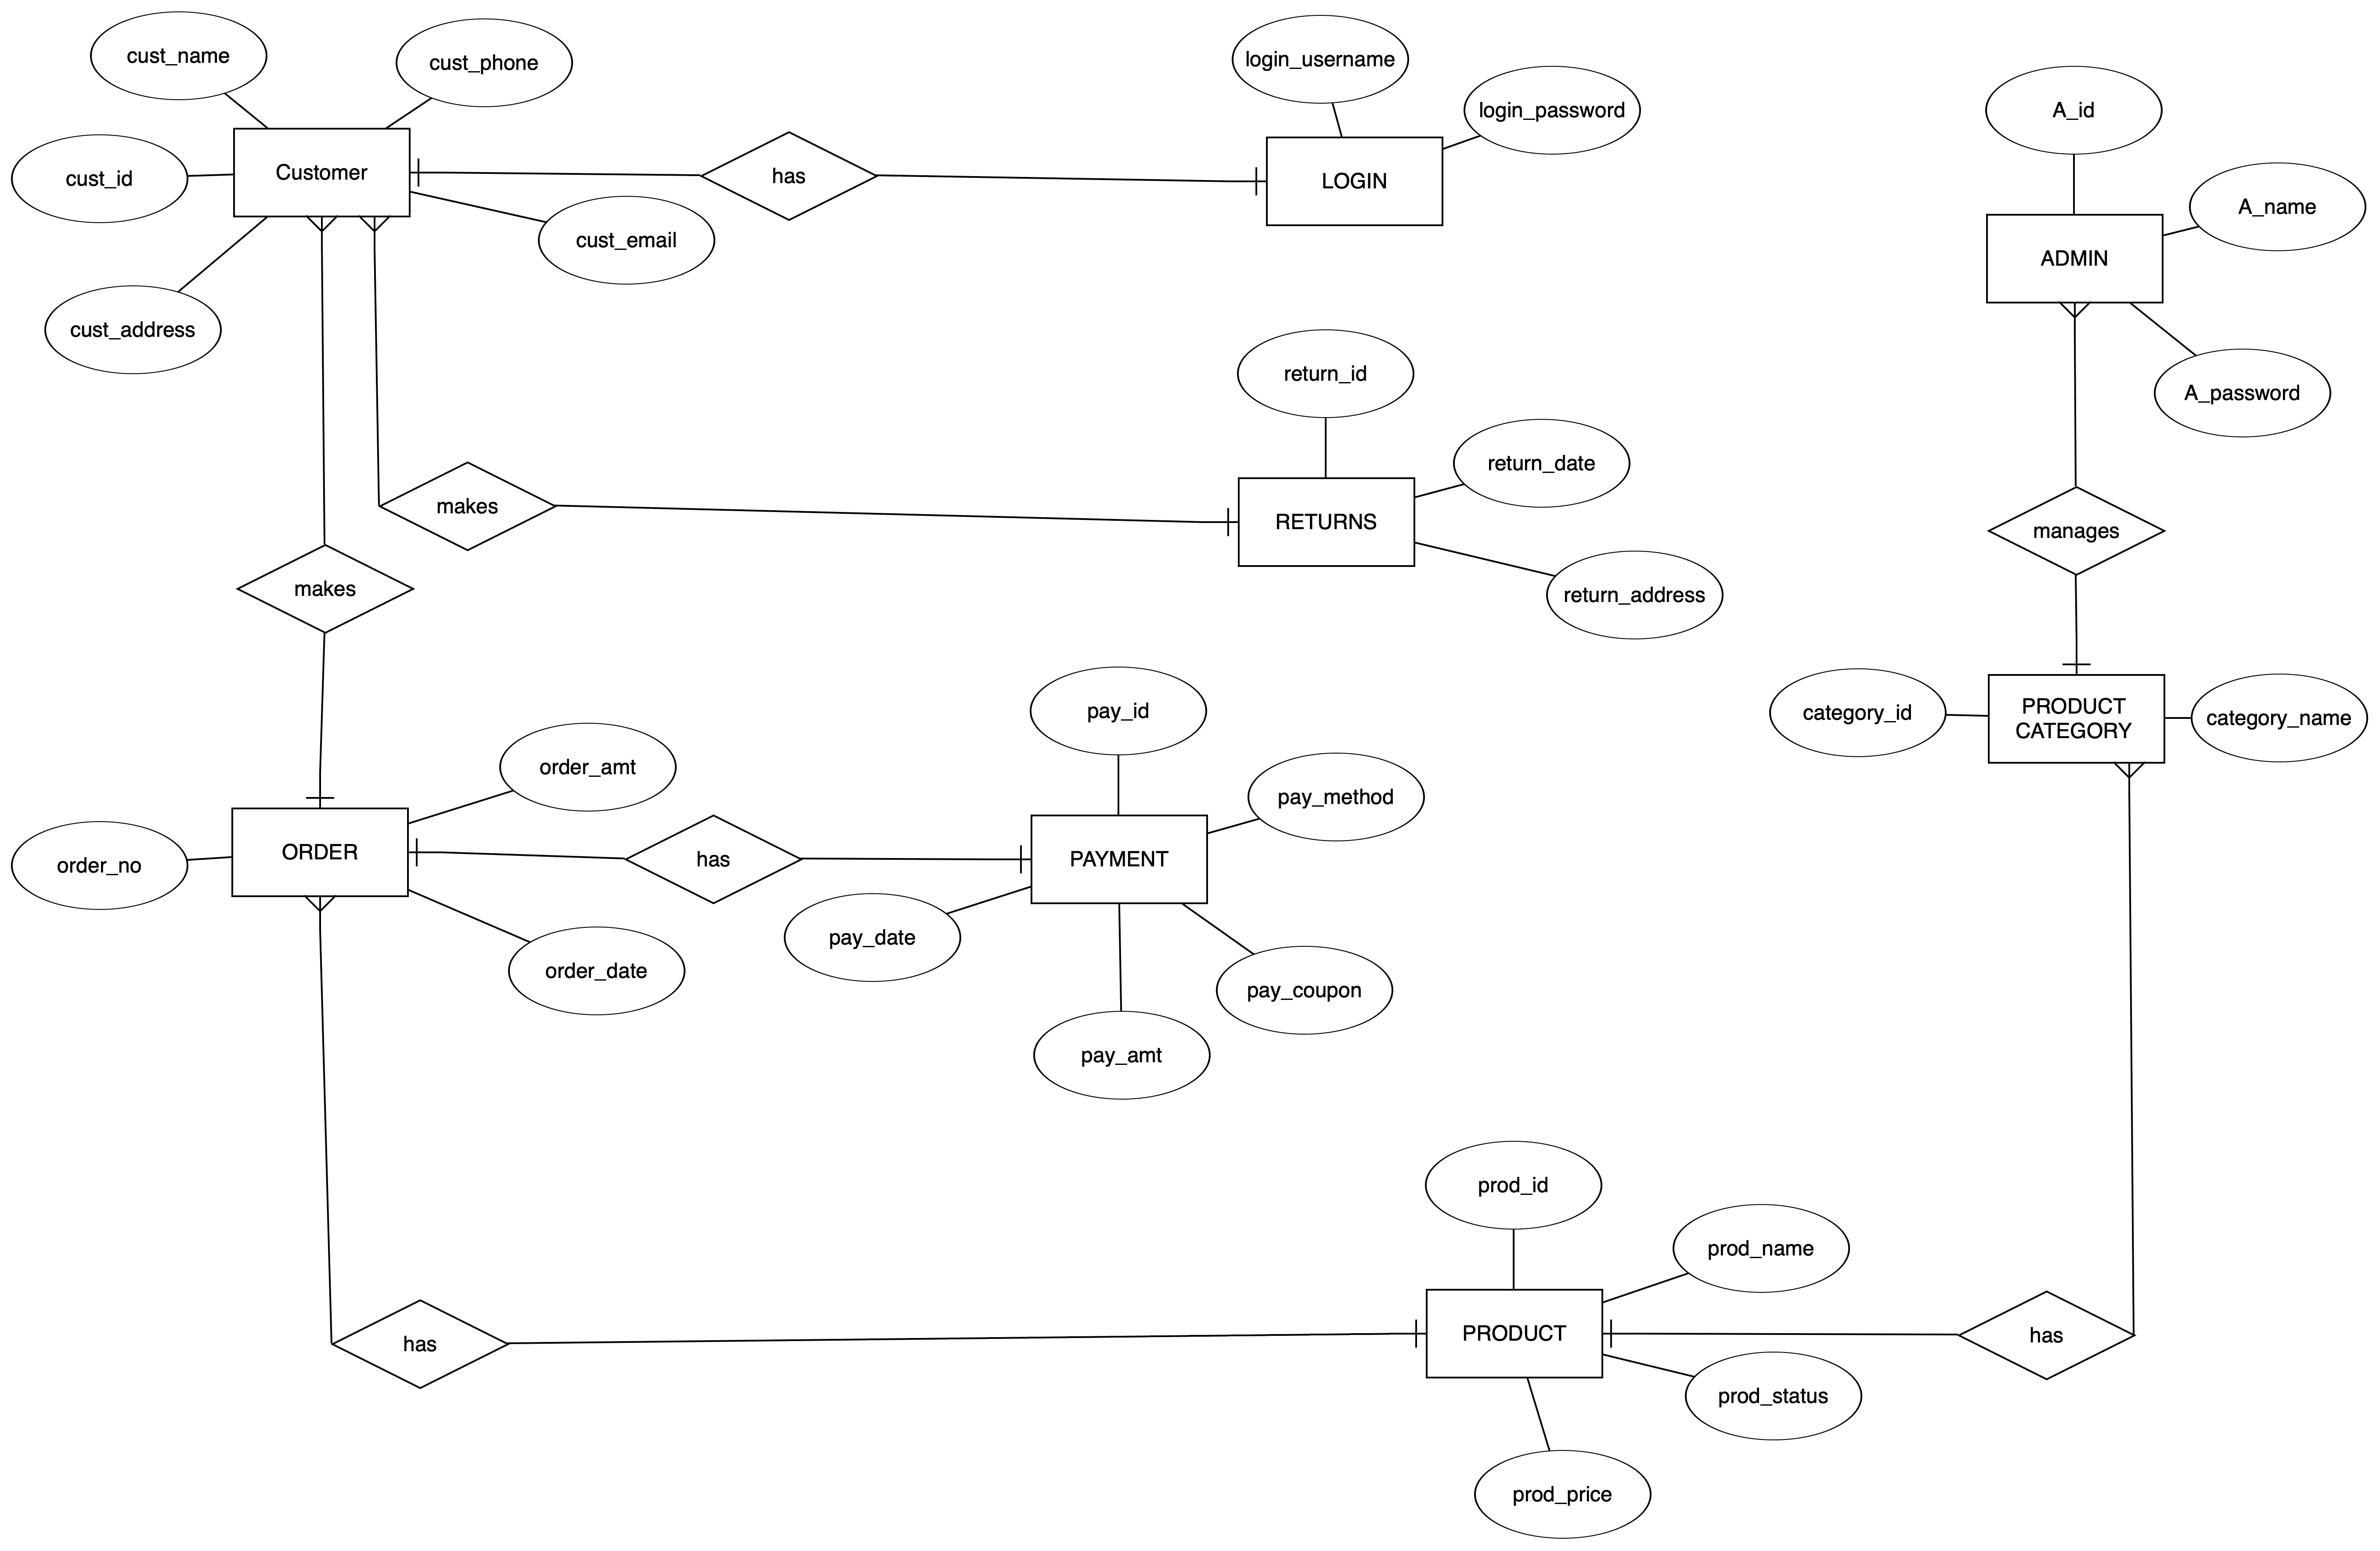 cust_name
cust_phone
login_username
login_password
A_id
cust_id
Customer
has
LOGIN
A_name
cust_email
ADMIN
cust_address
return_id
A_password
return_date
makes
RETURNS
manages
makes
return_address
pay_id
category_id
PRODUCT
CATEGORY
category_name
order_amt
pay_method
order_no
ORDER
has
PAYMENT
pay_date
order_date
pay_coupon
pay_amt
prod_id
prod_name
has
PRODUCT
has
prod_status
prod_price